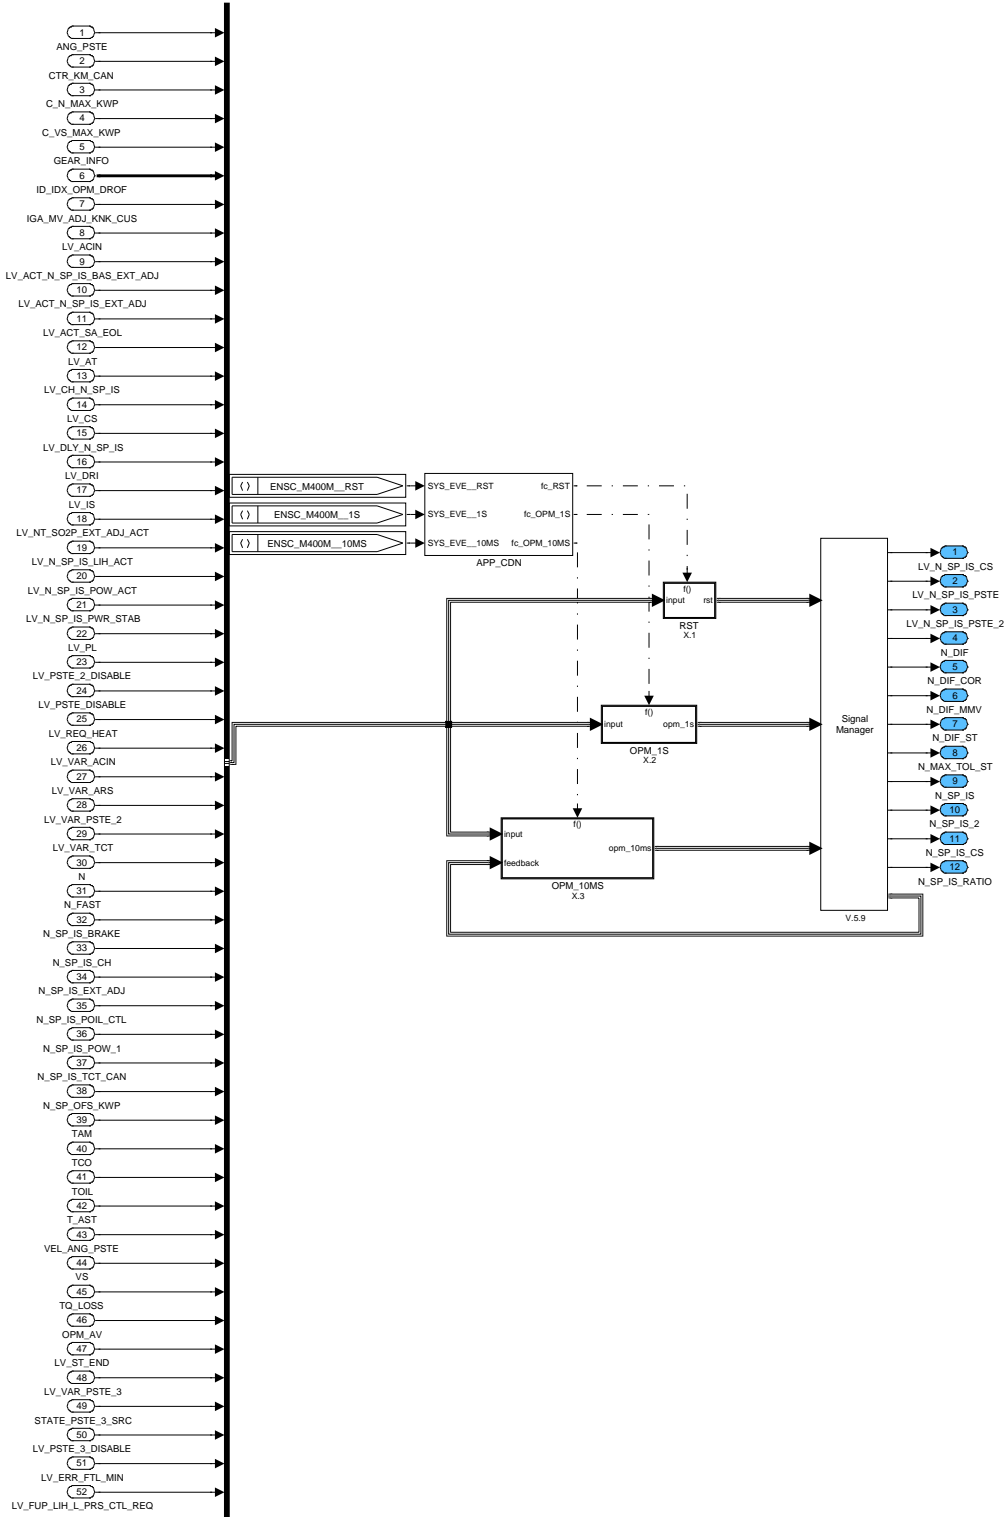 1
ANG_PSTE
2
CTR_KM_CAN
3
C_N_MAX_KWP
4
C_VS_MAX_KWP
5
GEAR_INFO
6
ID_IDX_OPM_DROF
7
IGA_MV_ADJ_KNK_CUS
8
LV_ACIN
9
LV_ACT_N_SP_IS_BAS_EXT_ADJ
10
LV_ACT_N_SP_IS_EXT_ADJ
11
LV_ACT_SA_EOL
12
LV_AT
13
LV_CH_N_SP_IS
14
LV_CS
15
LV_DLY_N_SP_IS
16
LV_DRI
17
LV_IS
18
LV_NT_SO2P_EXT_ADJ_ACT
19
LV_N_SP_IS_LIH_ACT
20
LV_N_SP_IS_POW_ACT
21
LV_N_SP_IS_PWR_STAB
22
LV_PL
23
LV_PSTE_2_DISABLE
24
LV_PSTE_DISABLE
25
LV_REQ_HEAT
26
LV_VAR_ACIN
27
LV_VAR_ARS
28
LV_VAR_PSTE_2
29
LV_VAR_TCT
30
N
31
N_FAST
32
N_SP_IS_BRAKE
33
N_SP_IS_CH
34
N_SP_IS_EXT_ADJ
35
N_SP_IS_POIL_CTL
36
N_SP_IS_POW_1
37
N_SP_IS_TCT_CAN
38
N_SP_OFS_KWP
39
TAM
40
TCO
41
TOIL
42
T_AST
43
VEL_ANG_PSTE
44
VS
45
TQ_LOSS
46
OPM_AV
47
LV_ST_END
48
LV_VAR_PSTE_3
49
STATE_PSTE_3_SRC
50
LV_PSTE_3_DISABLE
51
LV_ERR_FTL_MIN
52
LV_FUP_LIH_L_PRS_CTL_REQ
⟨⟩ ENSC_M400M__RST
⟨⟩ ENSC_M400M__1S
⟨⟩ ENSC_M400M__10MS
SYS_EVE__RST fc_RST
SYS_EVE__1S fc_OPM_1S
SYS_EVE__10MS fc_OPM_10MS
APP_CDN
f()
input rst
RST
X.1
f()
input opm_1s
OPM_1S
X.2
f()
input
opm_10ms
feedback
OPM_10MS
X.3
Signal
Manager
V.5.9
1
LV_N_SP_IS_CS
2
LV_N_SP_IS_PSTE
3
LV_N_SP_IS_PSTE_2
4
N_DIF
5
N_DIF_COR
6
N_DIF_MMV
7
N_DIF_ST
8
N_MAX_TOL_ST
9
N_SP_IS
10
N_SP_IS_2
11
N_SP_IS_CS
12
N_SP_IS_RATIO